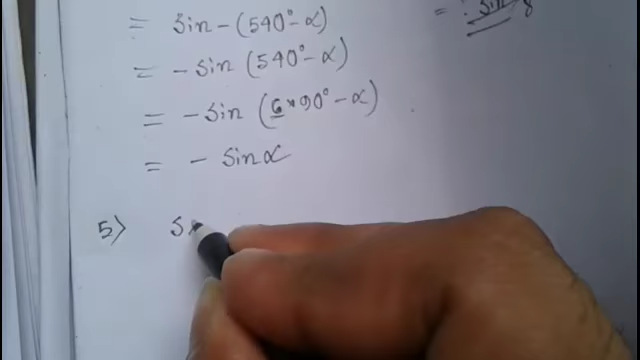 = sin - (540° - α)
= - sin (540° - α)
= - sin (6*90° - α)
= - sin α
5)